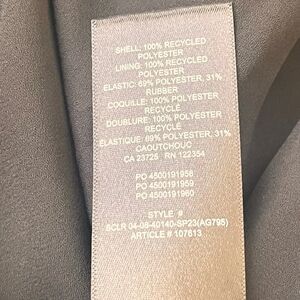 SHELL: 100% RECYCLED
POLYESTER
LINING: 100% RECYCLED
POLYESTER
ELASTIC: 69% POLYESTER, 31%
RUBBER
COQUILLE: 100% POLYESTER
RECYCLÉ
DOUBLURE: 100% POLYESTER
RECYCLÉ
ELASTIQUE: 69% POLYESTER, 31%
CAOUTCHOUC
CA 23725 RN 122354
PO 4500191958
PO 4500191959
PO 4500191960
STYLE #
BCLR 04-08-40140-SP23(AG795)
ARTICLE # 107613